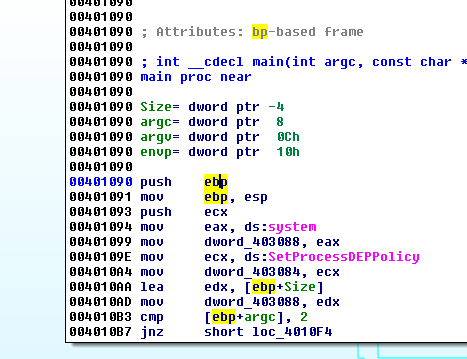 00401090
00401090
00401090 ; Attributes: bp-based frame
00401090
00401090 ; int __cdecl main(int argc, const char *
00401090 main proc near
00401090
00401090 Size= dword ptr -4
00401090 argc= dword ptr  8
00401090 argv= dword ptr  0Ch
00401090 envp= dword ptr  10h
00401090
00401090 push    ebp
00401091 mov     ebp, esp
00401093 push    ecx
00401094 mov     eax, ds:system
00401099 mov     dword_403088, eax
0040109E mov     ecx, ds:SetProcessDEPPolicy
004010A4 mov     dword_403084, ecx
004010AA lea     edx, [ebp+Size]
004010AD mov     dword_403088, edx
004010B3 cmp     [ebp+argc], 2
004010B7 jnz     short loc_4010F4